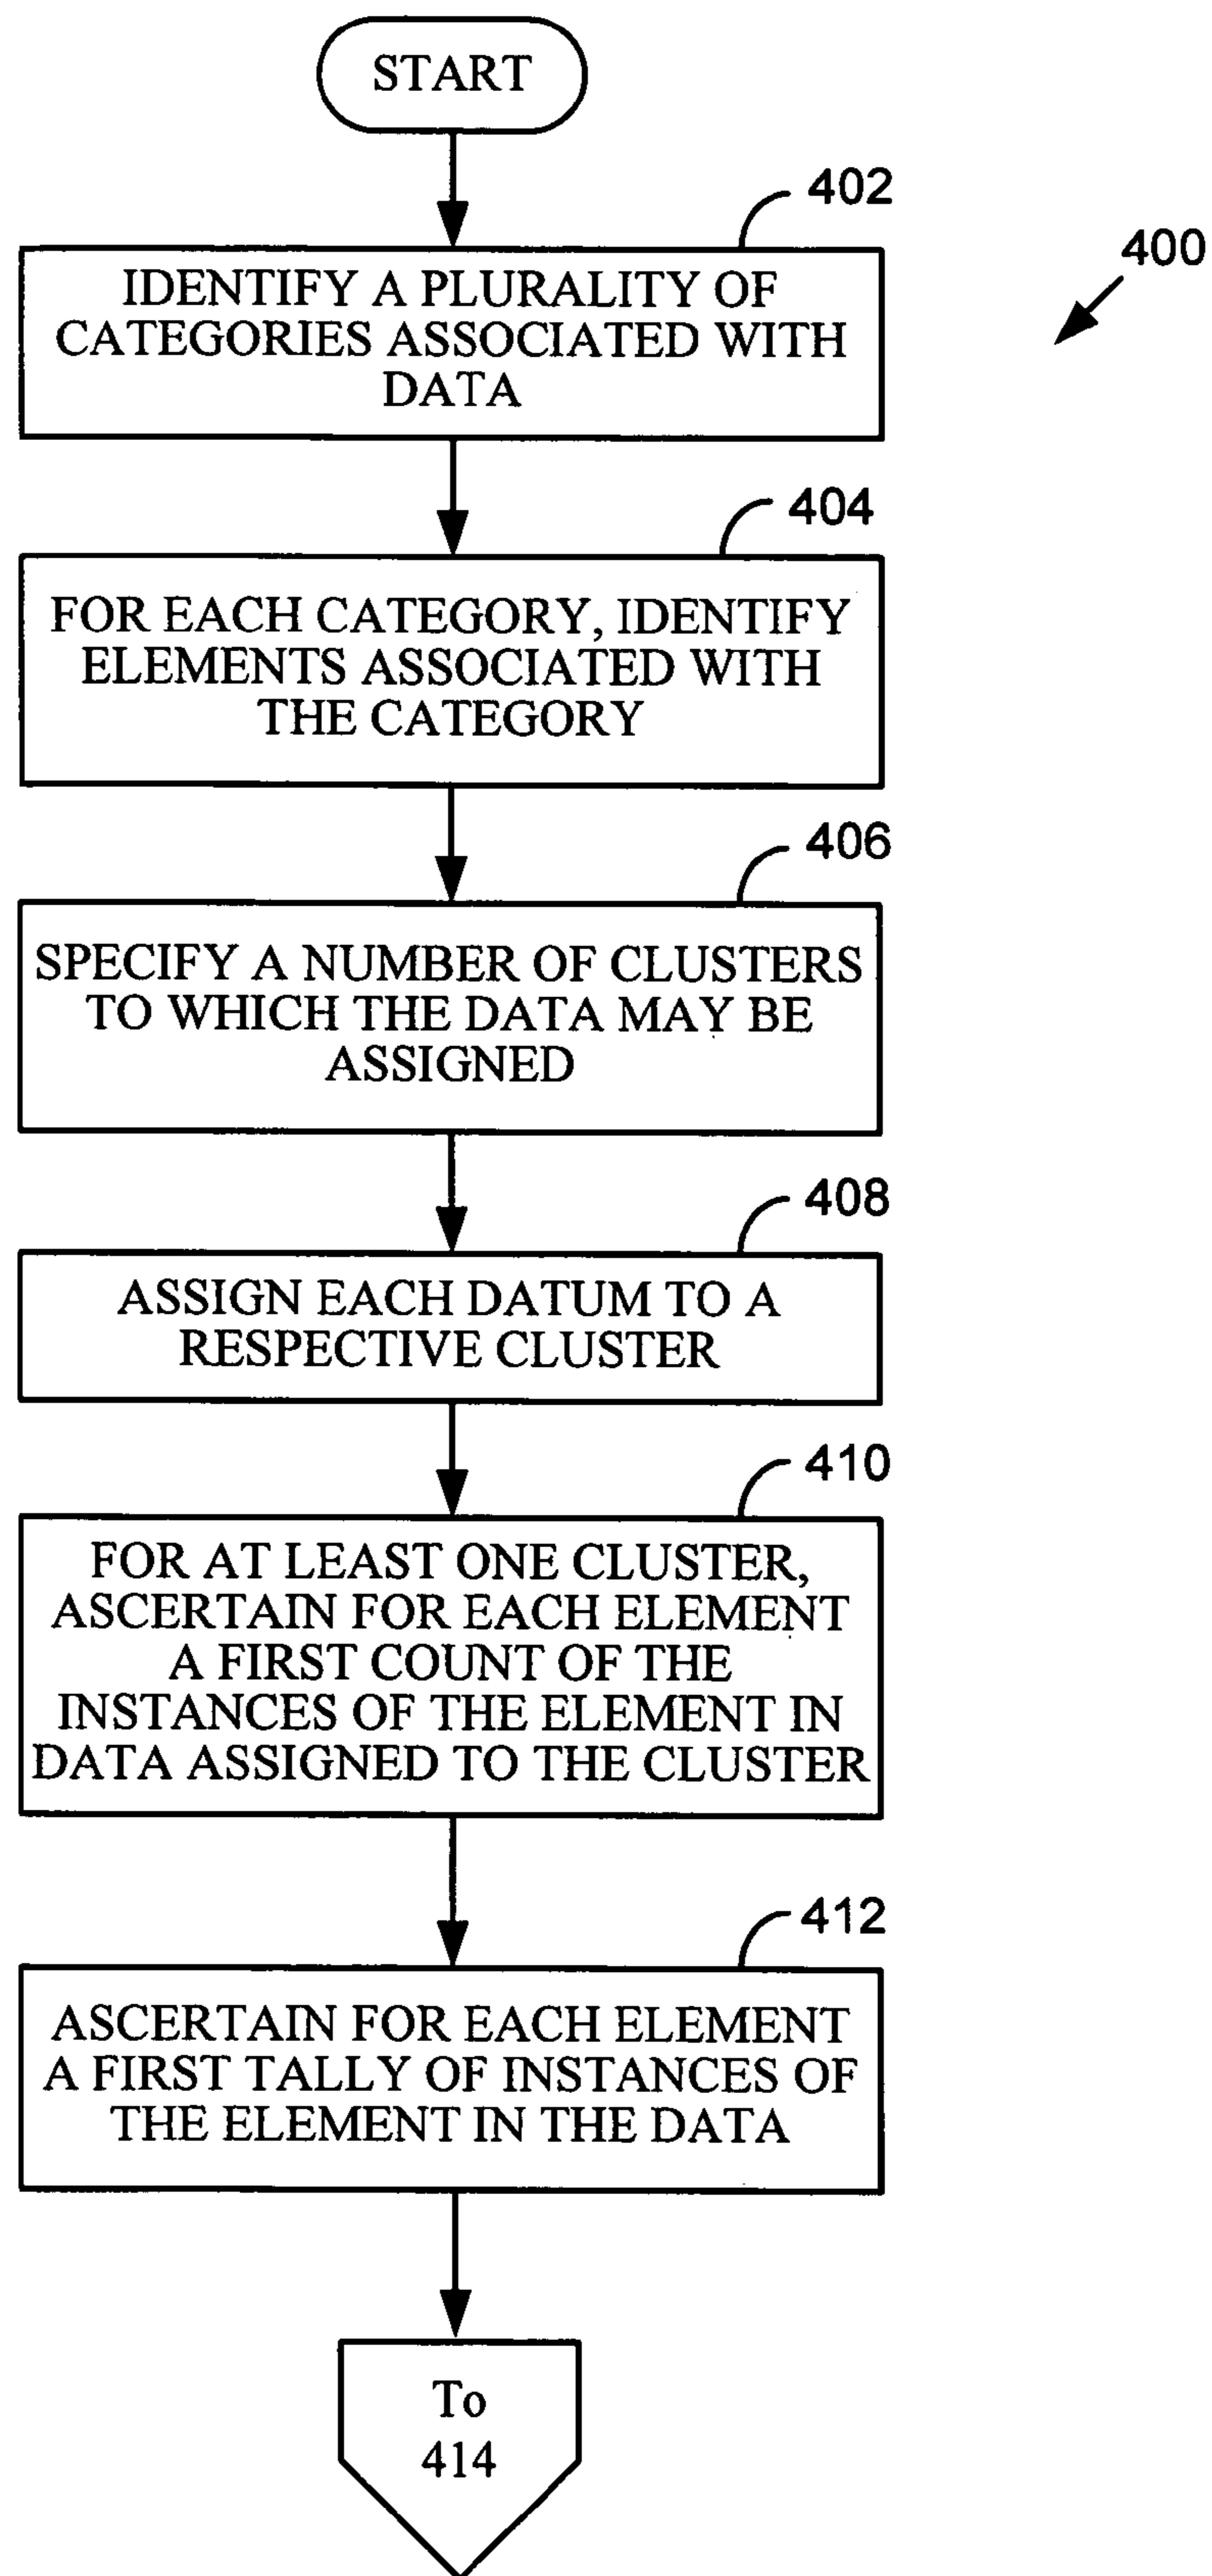 START
402
400
IDENTIFY A PLURALITY OF
CATEGORIES ASSOCIATED WITH
DATA
404
FOR EACH CATEGORY, IDENTIFY
ELEMENTS ASSOCIATED WITH
THE CATEGORY
406
SPECIFY A NUMBER OF CLUSTERS
TO WHICH THE DATA MAY BE
ASSIGNED
408
ASSIGN EACH DATUM TO A
RESPECTIVE CLUSTER
410
FOR AT LEAST ONE CLUSTER,
ASCERTAIN FOR EACH ELEMENT
A FIRST COUNT OF THE
INSTANCES OF THE ELEMENT IN
DATA ASSIGNED TO THE CLUSTER
412
ASCERTAIN FOR EACH ELEMENT
A FIRST TALLY OF INSTANCES OF
THE ELEMENT IN THE DATA
To
414